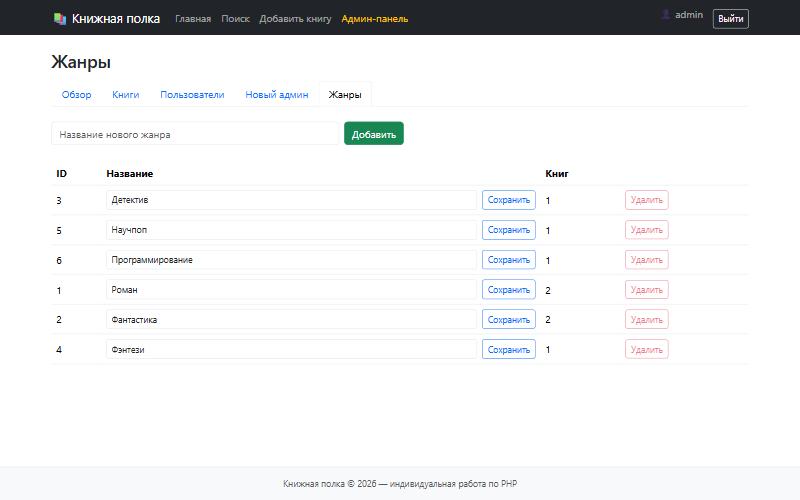 Книжная полка Главная Поиск Добавить книгу Админ-панель admin Выйти
Жанры
Обзор Книги Пользователи Новый админ Жанры
Название нового жанра Добавить
ID Название Книг
3 Детектив Сохранить 1 Удалить
5 Научпоп Сохранить 1 Удалить
6 Программирование Сохранить 1 Удалить
1 Роман Сохранить 2 Удалить
2 Фантастика Сохранить 2 Удалить
4 Фэнтези Сохранить 1 Удалить
Книжная полка © 2026 — индивидуальная работа по PHP